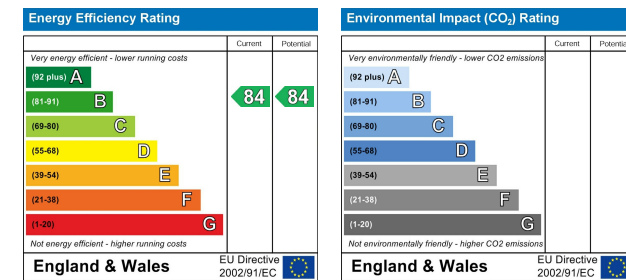 Energy Efficiency Rating
Current Potential
Very energy efficient - lower running costs
(92 plus) A
(81-91) B 84 84
(69-80) C
(55-68) D
(39-54) E
(21-38) F
(1-20) G
Not energy efficient - higher running costs
England & Wales
EU Directive
2002/91/EC
Environmental Impact (CO₂) Rating
Current Potential
Very environmentally friendly - lower CO2 emissions
(92 plus) A
(81-91) B
(69-80) C
(55-68) D
(39-54) E
(21-38) F
(1-20) G
Not environmentally friendly - higher CO2 emissions
England & Wales
EU Directive
2002/91/EC